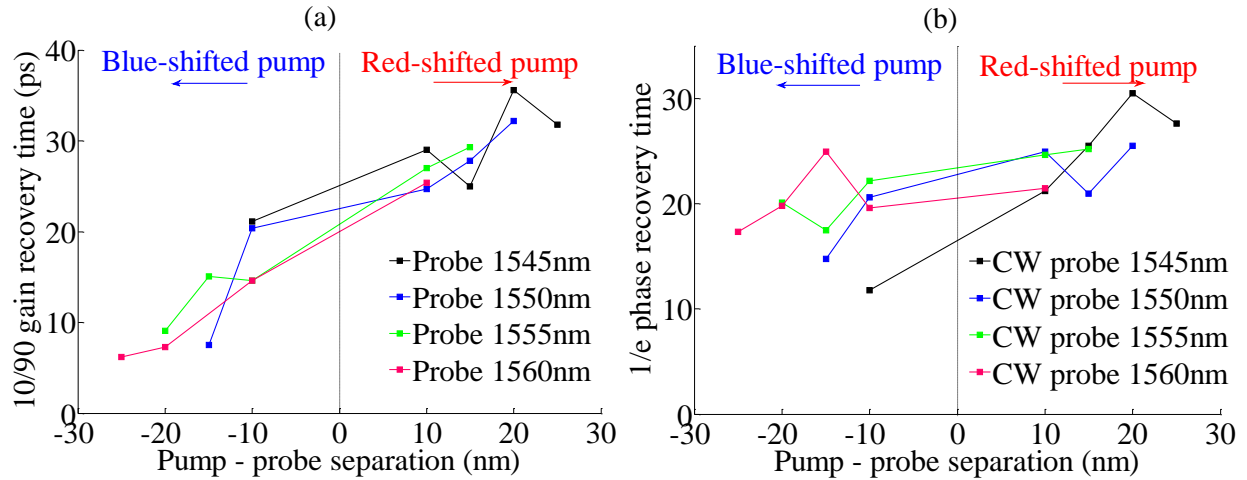 (a)
10/90 gain recovery time (ps)
40
30
20
10
0
Blue-shifted pump
Red-shifted pump
Probe 1545nm
Probe 1550nm
Probe 1555nm
Probe 1560nm
-30 -20 -10 0 10 20 30
Pump - probe separation (nm)
(b)
1/e phase recovery time
30
20
10
0
Blue-shifted pump
Red-shifted pump
CW probe 1545nm
CW probe 1550nm
CW probe 1555nm
CW probe 1560nm
-30 -20 -10 0 10 20 30
Pump - probe separation (nm)